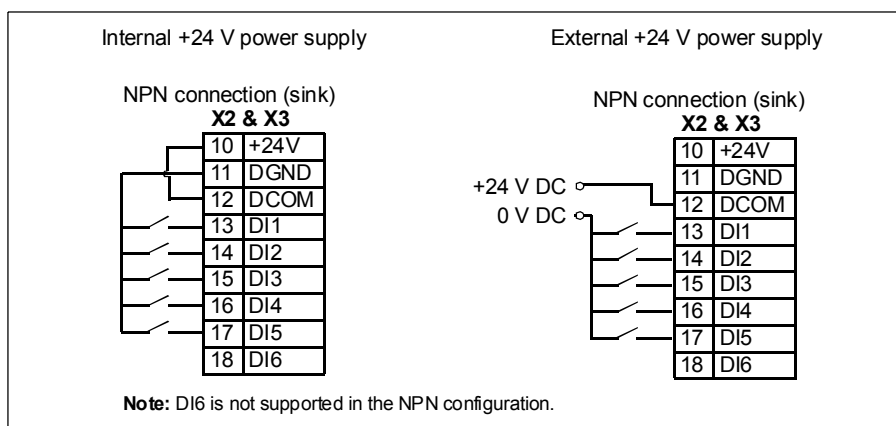 Internal +24 V power supply
NPN connection (sink)
X2 & X3
10 +24V
11 DGND
12 DCOM
13 DI1
14 DI2
15 DI3
16 DI4
17 DI5
18 DI6
External +24 V power supply
NPN connection (sink)
X2 & X3
10 +24V
11 DGND
12 DCOM
13 DI1
14 DI2
15 DI3
16 DI4
17 DI5
18 DI6
+24 V DC
0 V DC
Note: DI6 is not supported in the NPN configuration.